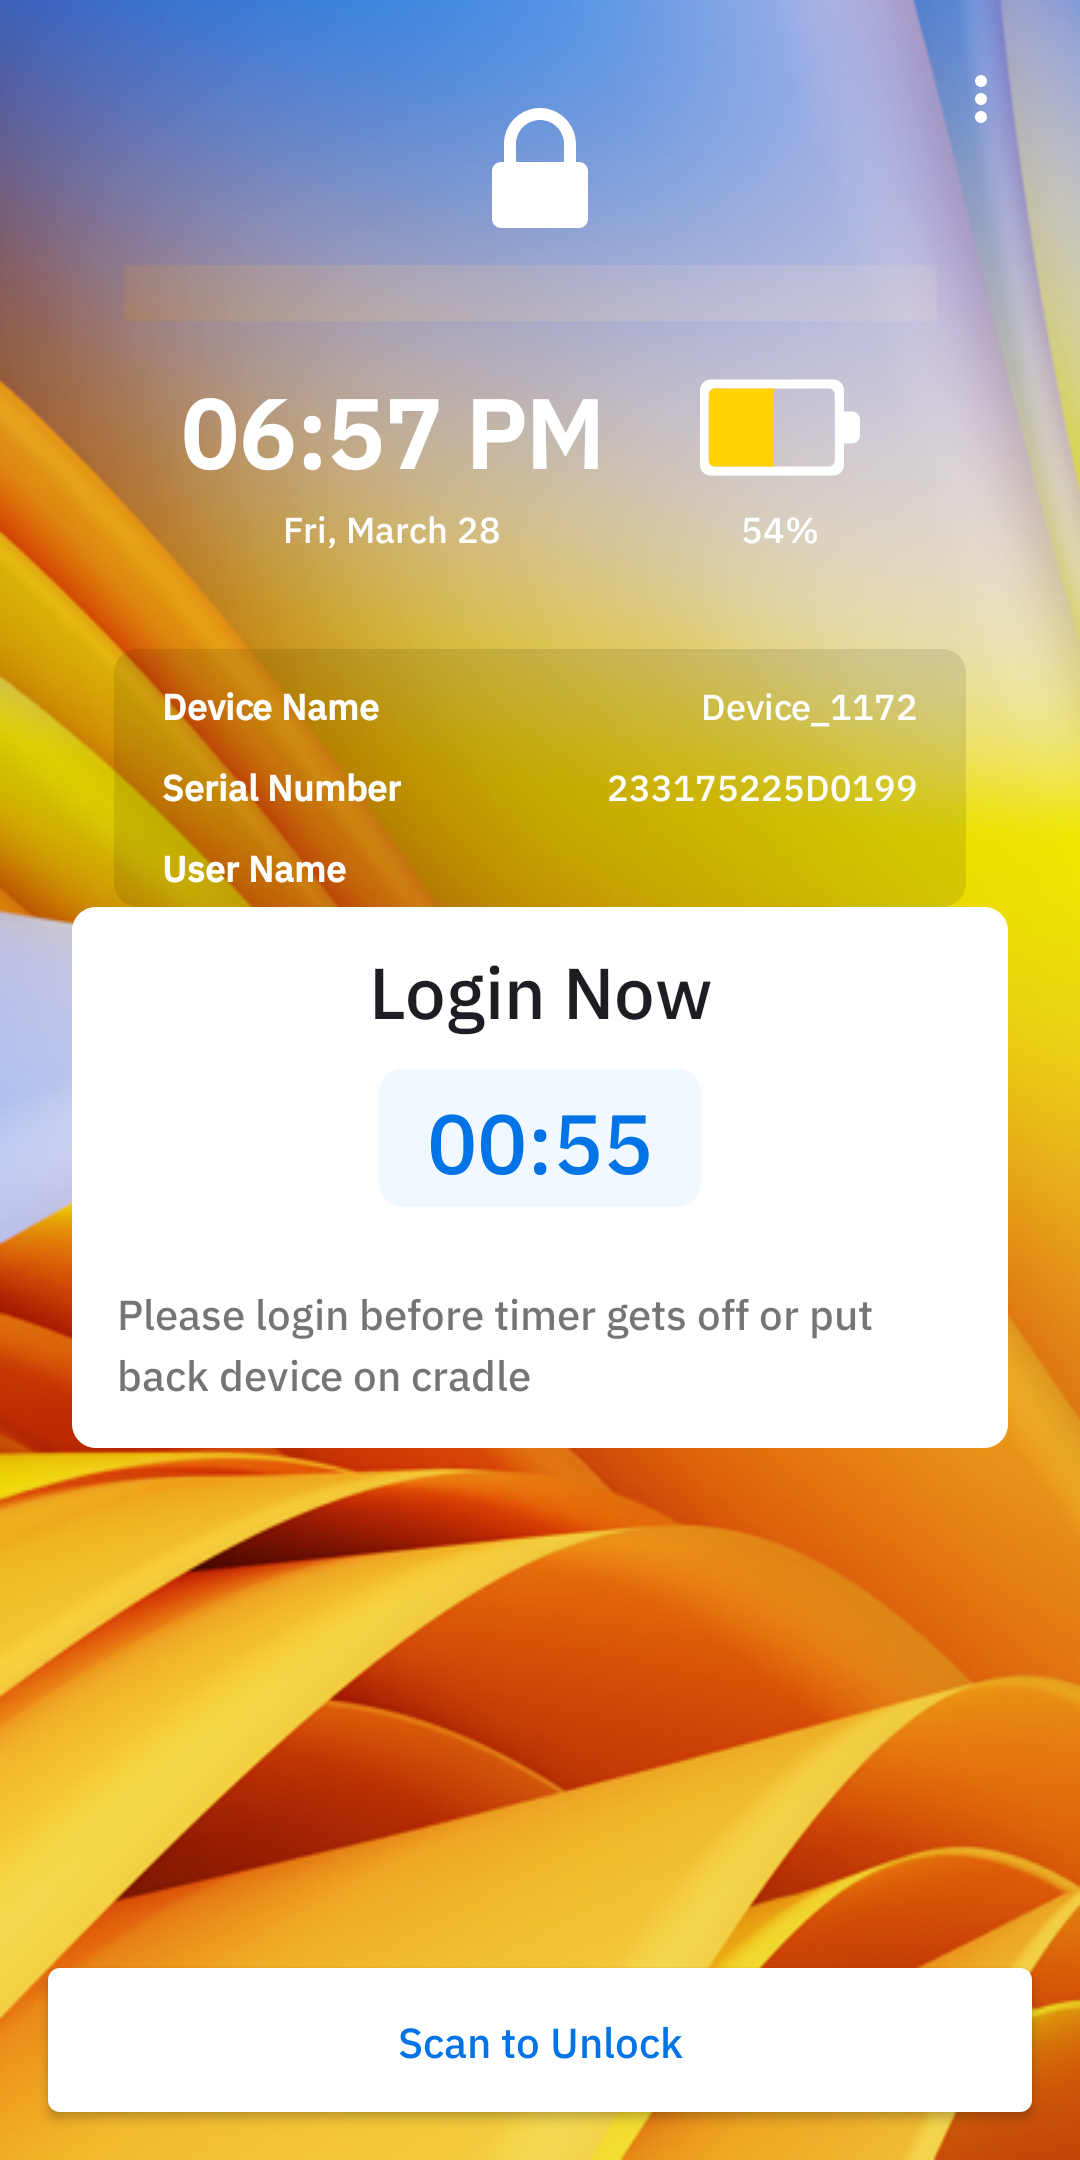 06:57 PM
Fri, March 28
54%
Device Name Device_1172
Serial Number 233175225D0199
User Name
Login Now
00:55
Please login before timer gets off or put
back device on cradle
Scan to Unlock